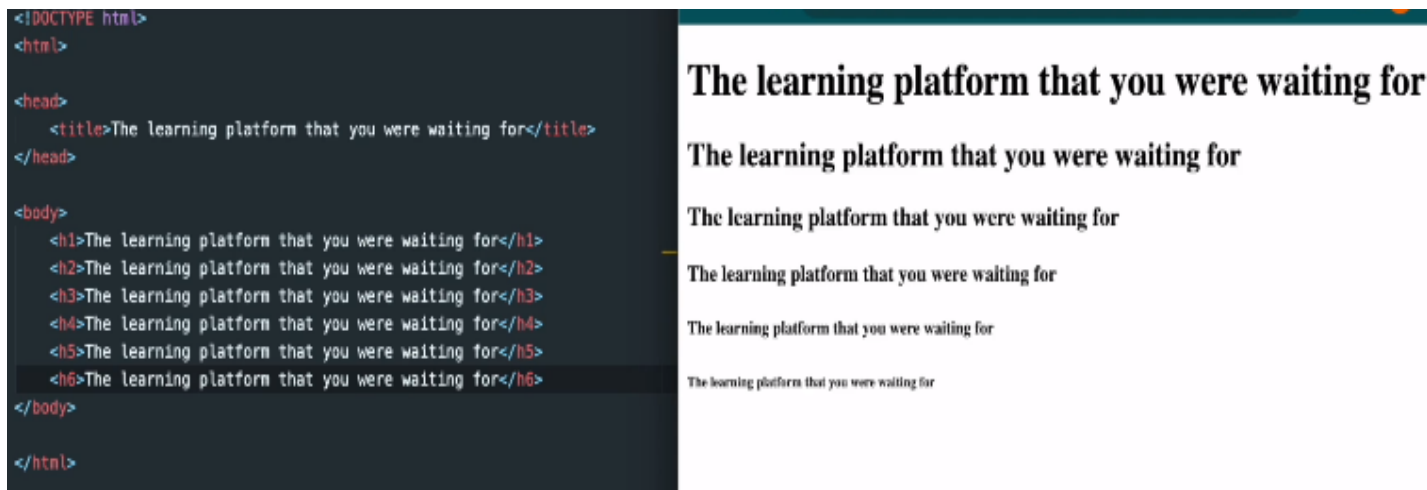 <!DOCTYPE html>
<html>
<head>
<title>The learning platform that you were waiting for</title>
</head>
<body>
<h1>The learning platform that you were waiting for</h1>
<h2>The learning platform that you were waiting for</h2>
<h3>The learning platform that you were waiting for</h3>
<h4>The learning platform that you were waiting for</h4>
<h5>The learning platform that you were waiting for</h5>
<h6>The learning platform that you were waiting for</h6>
</body>
</html>
The learning platform that you were waiting for
The learning platform that you were waiting for
The learning platform that you were waiting for
The learning platform that you were waiting for
The learning platform that you were waiting for
The learning platform that you were waiting for